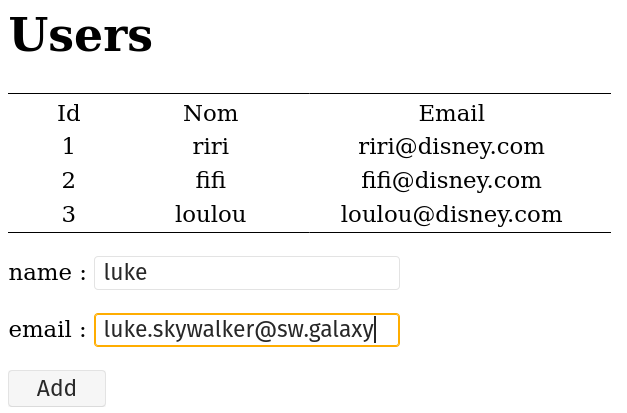 Users
Id Nom Email
1 riri riri@disney.com
2 fifi fifi@disney.com
3 loulou loulou@disney.com
name : luke
email : luke.skywalker@sw.galaxy
Add